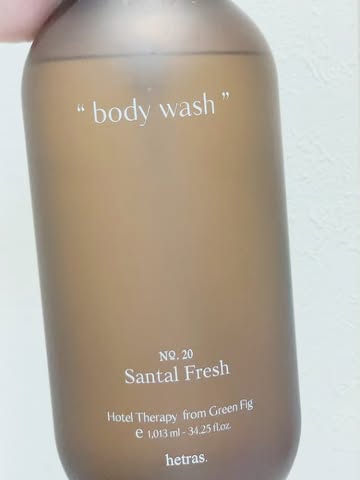 “ body wash ”
No. 20
Santal Fresh
Hotel Therapy from Green Fig
℮ 1,013 ml - 34.25 fl.oz.
hetras.